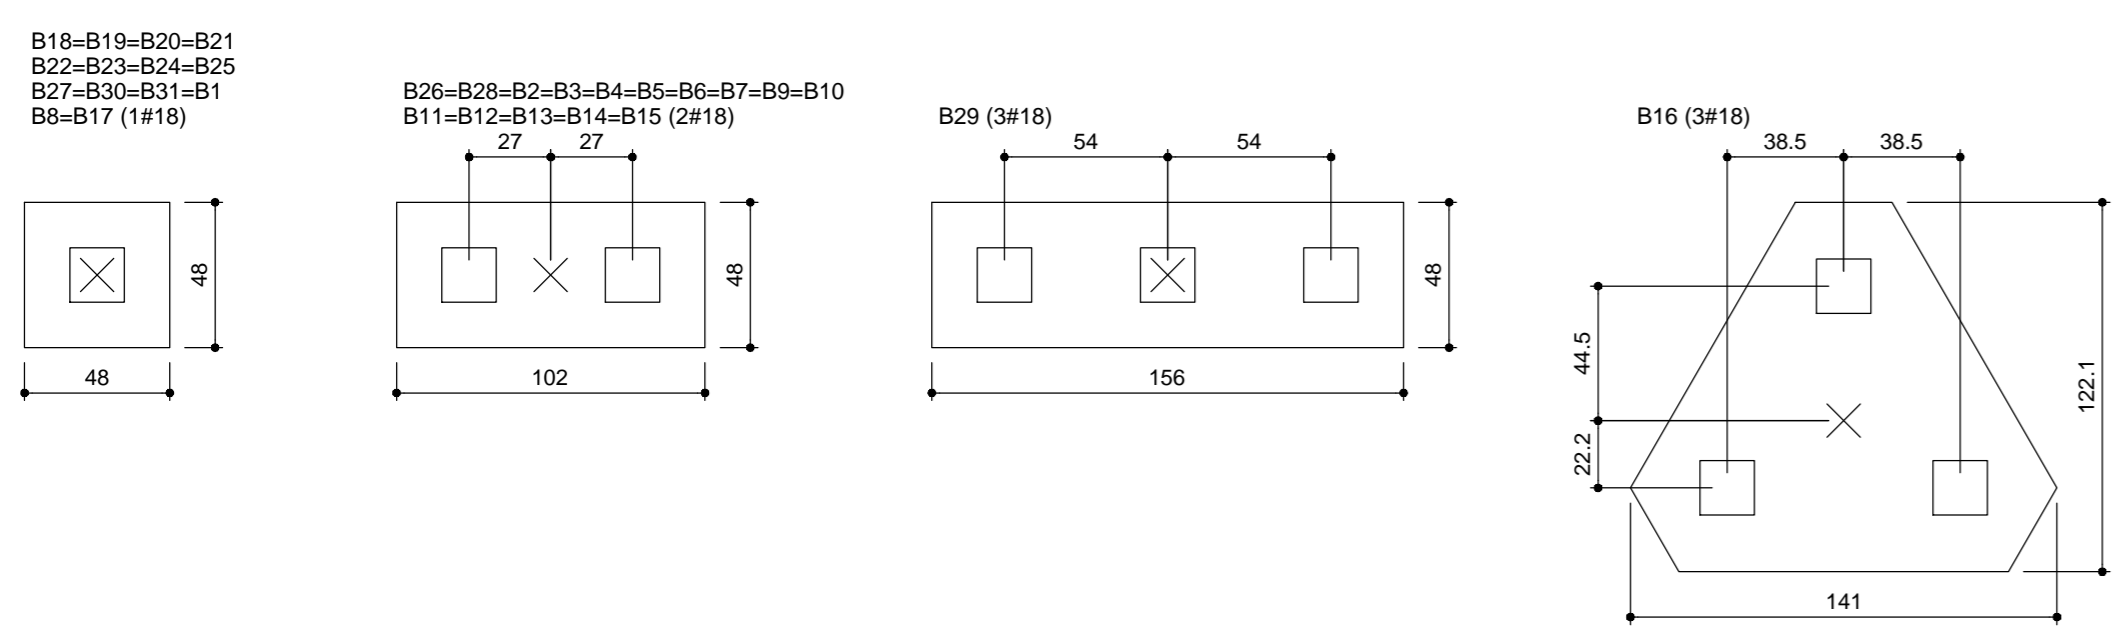 B18=B19=B20=B21
B22=B23=B24=B25
B27=B30=B31=B1
B8=B17 (1#18)
48
48
B26=B28=B2=B3=B4=B5=B6=B7=B9=B10
B11=B12=B13=B14=B15 (2#18)
27 27
48
102
B29 (3#18)
54 54
48
156
B16 (3#18)
38.5 38.5
44.5
22.2
122.1
141